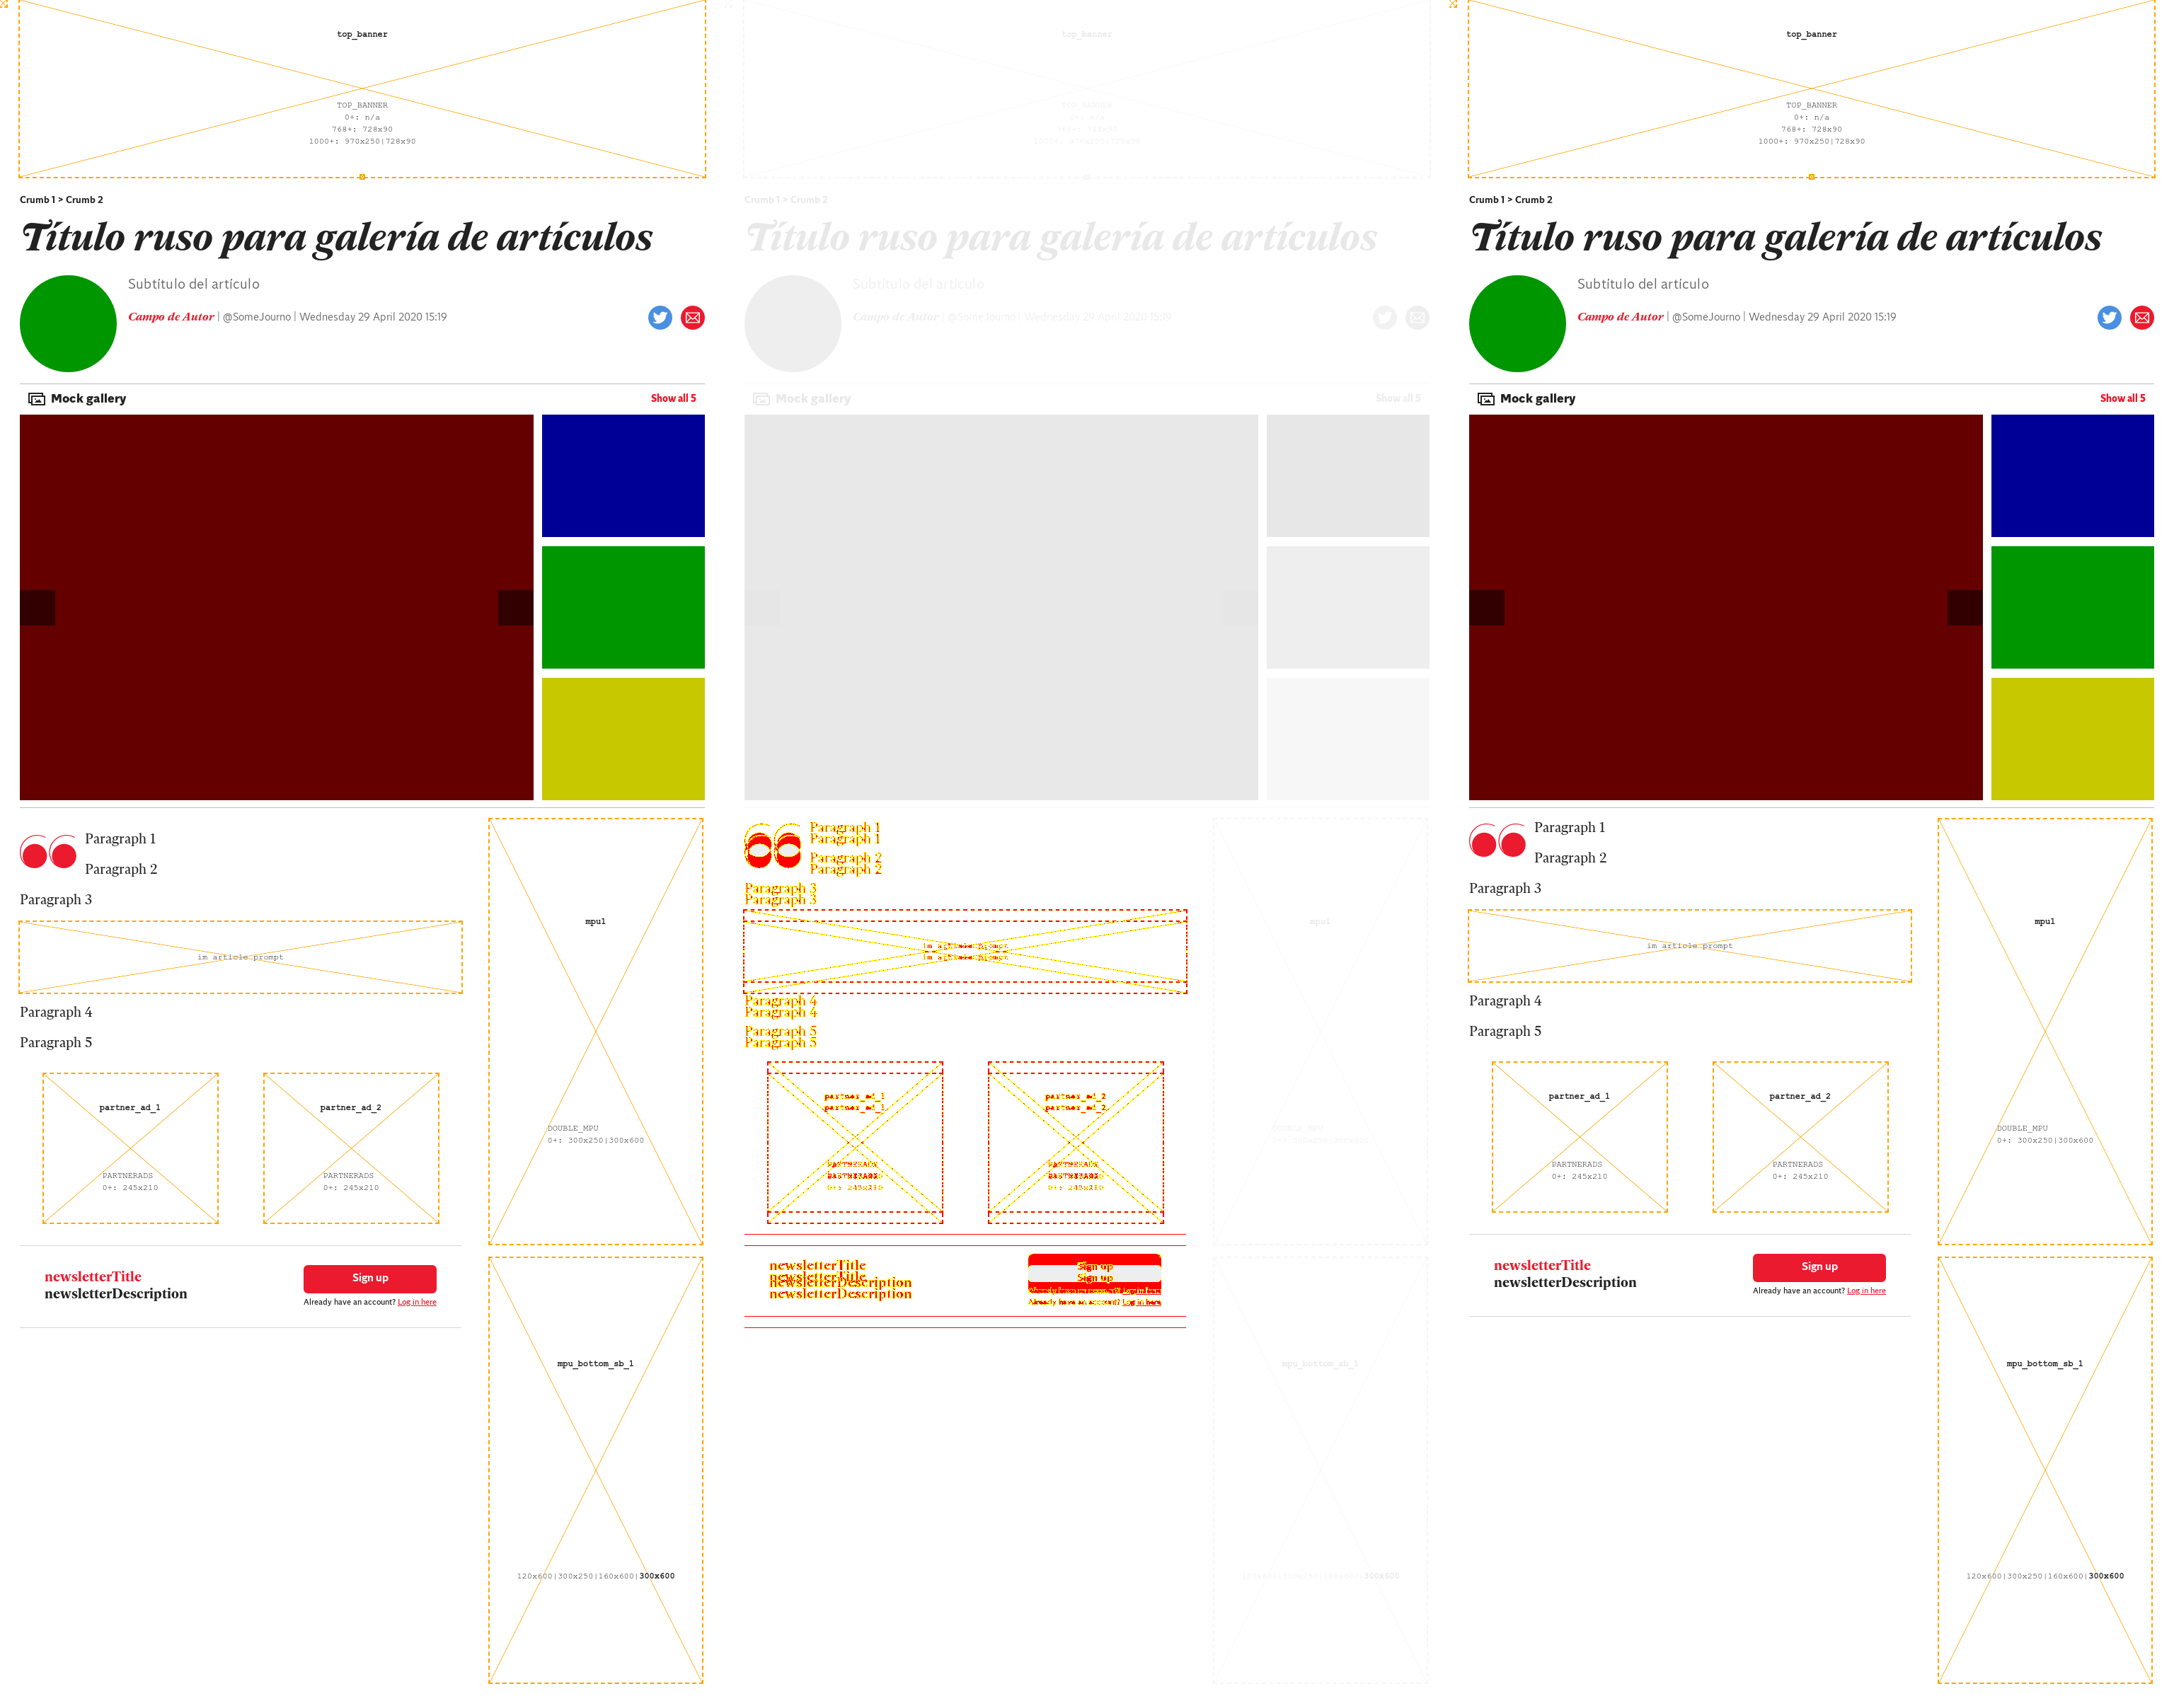 top_banner
TOP_BANNER
0+: n/a
768+: 728x90
1000+: 970x250|728x90
Crumb 1 > Crumb 2
Título ruso para galería de artículos
Subtítulo del artículo
Campo de Autor | @SomeJourno | Wednesday 29 April 2020 15:19
Mock gallery
Show all 5
Paragraph 1
Paragraph 2
Paragraph 3
im article prompt
Paragraph 4
Paragraph 5
partner_ad_1
PARTNERADS
0+: 245x210
partner_ad_2
PARTNERADS
0+: 245x210
newsletterTitle
newsletterDescription
Sign up
Already have an account? Log in here
mpu1
DOUBLE_MPU
0+: 300x250|300x600
mpu_bottom_sb_1
120x600|300x250|160x600|300x600
top_banner
TOP_BANNER
0+: n/a
768+: 728x90
1000+: 970x250|728x90
Crumb 1 > Crumb 2
Título ruso para galería de artículos
Subtítulo del artículo
Campo de Autor | @SomeJourno | Wednesday 29 April 2020 15:19
Mock gallery
Show all 5
Paragraph 1
Paragraph 1
Paragraph 2
Paragraph 2
Paragraph 3
Paragraph 3
im article prompt
im article prompt
Paragraph 4
Paragraph 4
Paragraph 5
Paragraph 5
partner_ad_1
partner_ad_1
PARTNERADS
0+: 245x210
partner_ad_2
partner_ad_2
PARTNERADS
0+: 245x210
newsletterTitle
newsletterTitle
newsletterDescription
newsletterDescription
Sign up
Sign up
Already have an account? Log in here
mpu1
DOUBLE_MPU
0+: 300x250|300x600
mpu_bottom_sb_1
120x600|300x250|160x600|300x600
top_banner
TOP_BANNER
0+: n/a
768+: 728x90
1000+: 970x250|728x90
Crumb 1 > Crumb 2
Título ruso para galería de artículos
Subtítulo del artículo
Campo de Autor | @SomeJourno | Wednesday 29 April 2020 15:19
Mock gallery
Show all 5
Paragraph 1
Paragraph 2
Paragraph 3
im article prompt
Paragraph 4
Paragraph 5
partner_ad_1
PARTNERADS
0+: 245x210
partner_ad_2
PARTNERADS
0+: 245x210
newsletterTitle
newsletterDescription
Sign up
Already have an account? Log in here
mpu1
DOUBLE_MPU
0+: 300x250|300x600
mpu_bottom_sb_1
120x600|300x250|160x600|300x600